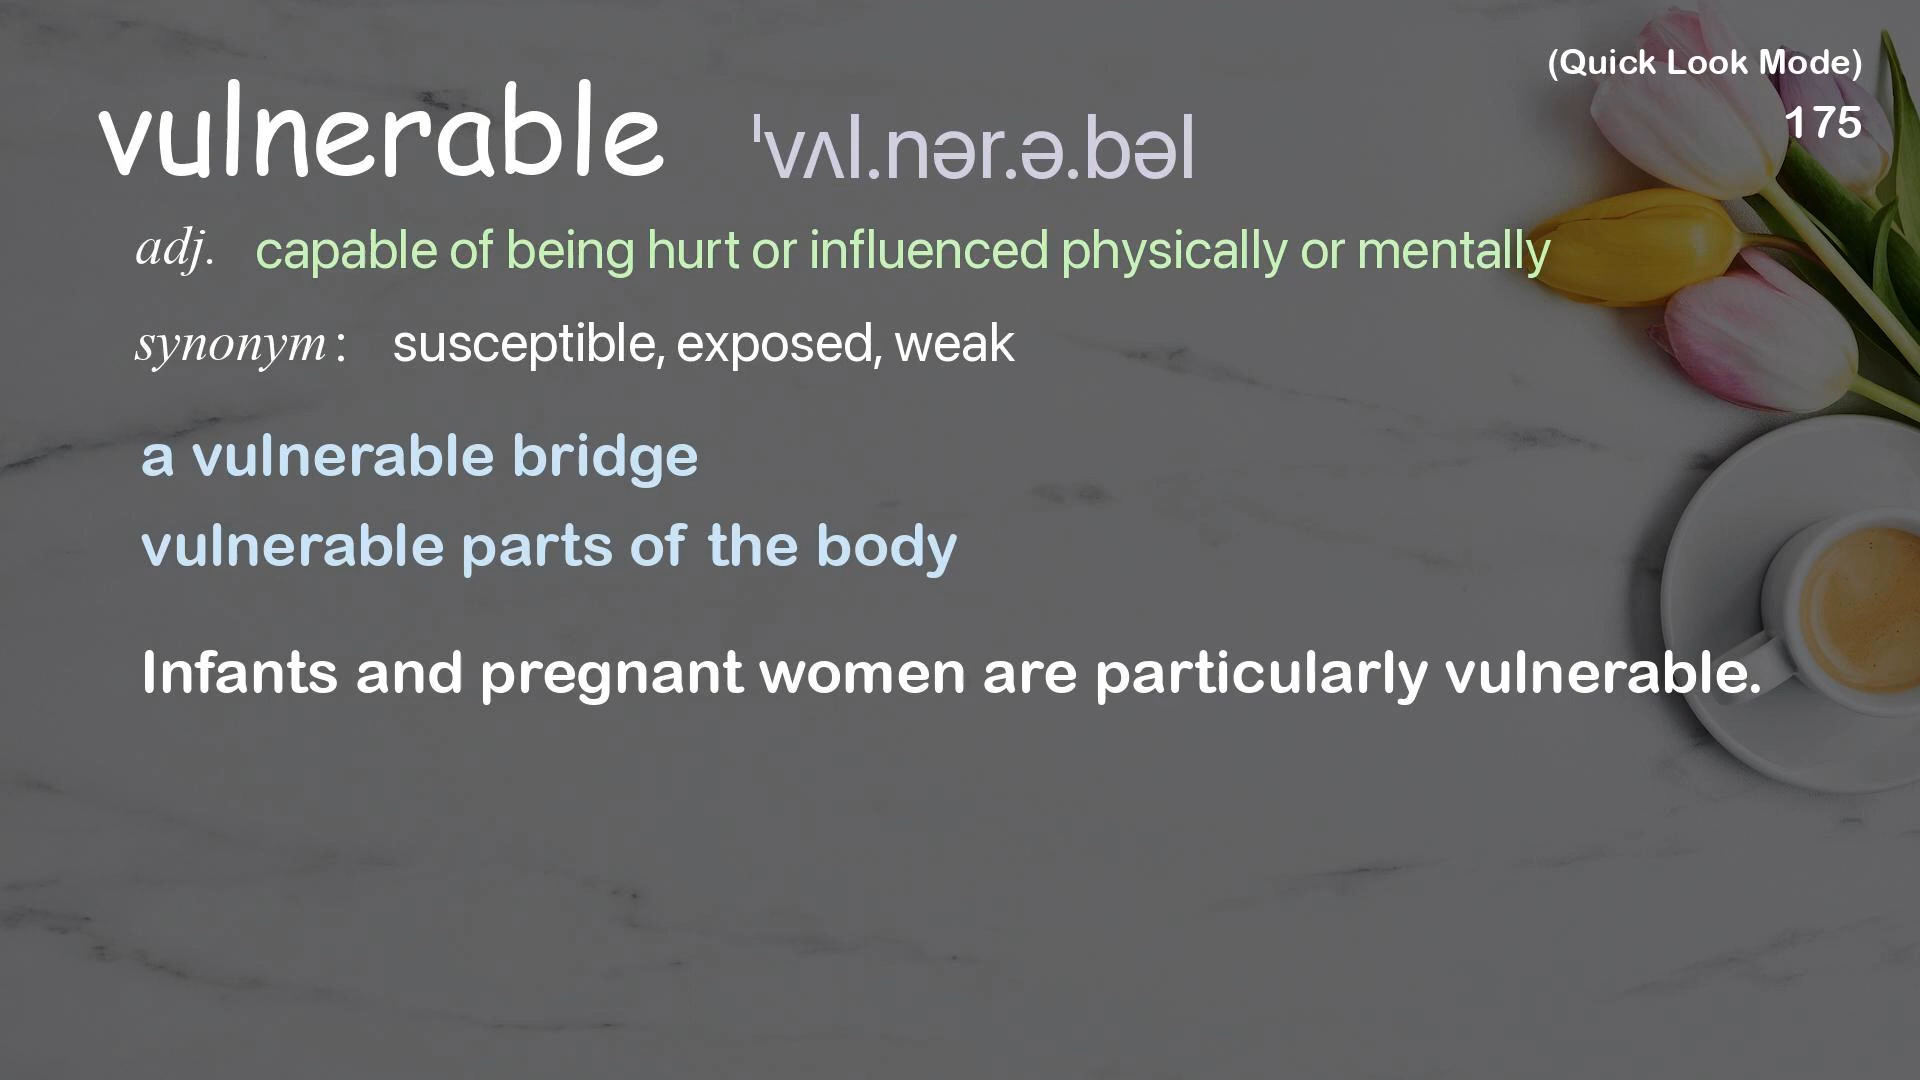 (Quick Look Mode)
175
vulnerable ˈvʌl.nər.ə.bəl
adj. capable of being hurt or influenced physically or mentally
synonym : susceptible, exposed, weak
a vulnerable bridge
vulnerable parts of the body
Infants and pregnant women are particularly vulnerable.